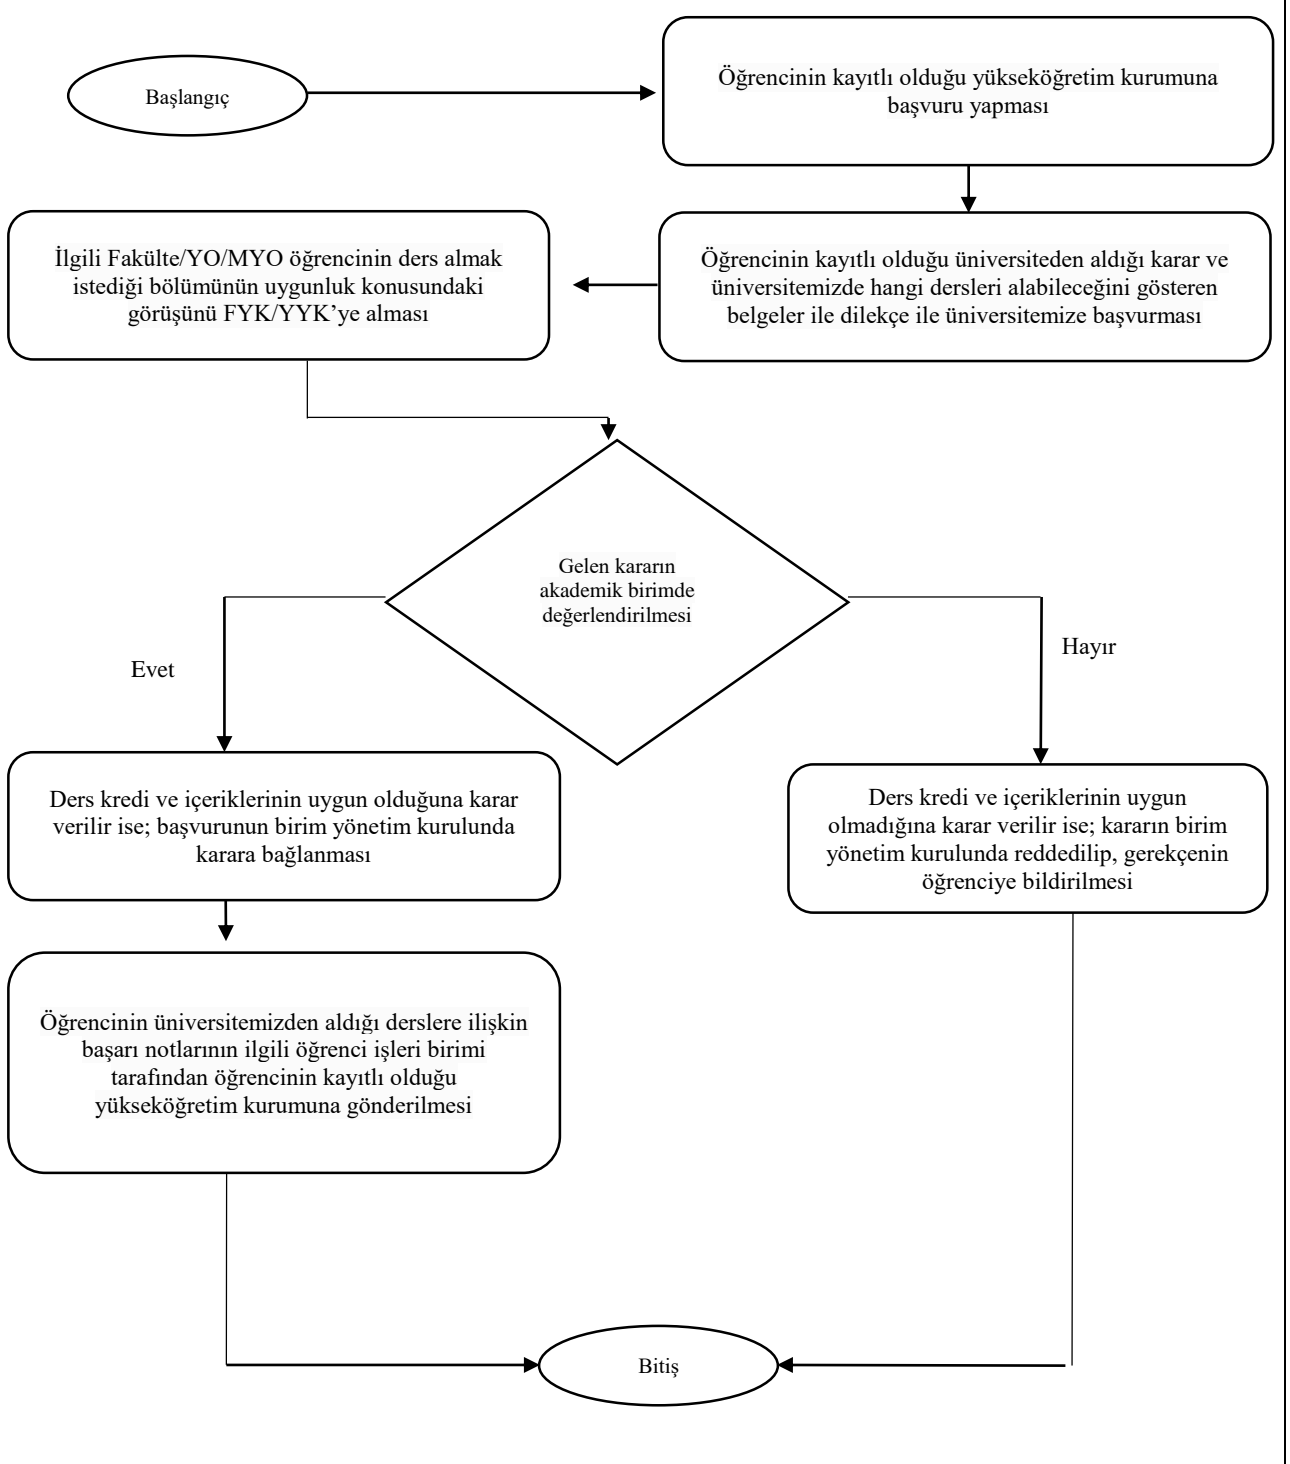 Başlangıç
Öğrencinin kayıtlı olduğu yükseköğretim kurumuna
başvuru yapması
Öğrencinin kayıtlı olduğu üniversiteden aldığı karar ve
üniversitemizde hangi dersleri alabileceğini gösteren
belgeler ile dilekçe ile üniversitemize başvurması
İlgili Fakülte/YO/MYO öğrencinin ders almak
istediği bölümünün uygunluk konusundaki
görüşünü FYK/YYK’ye alması
Gelen kararın
akademik birimde
değerlendirilmesi
Evet
Hayır
Ders kredi ve içeriklerinin uygun olduğuna karar
verilir ise; başvurunun birim yönetim kurulunda
karara bağlanması
Ders kredi ve içeriklerinin uygun
olmadığına karar verilir ise; kararın birim
yönetim kurulunda reddedilip, gerekçenin
öğrenciye bildirilmesi
Öğrencinin üniversitemizden aldığı derslere ilişkin
başarı notlarının ilgili öğrenci işleri birimi
tarafından öğrencinin kayıtlı olduğu
yükseköğretim kurumuna gönderilmesi
Bitiş